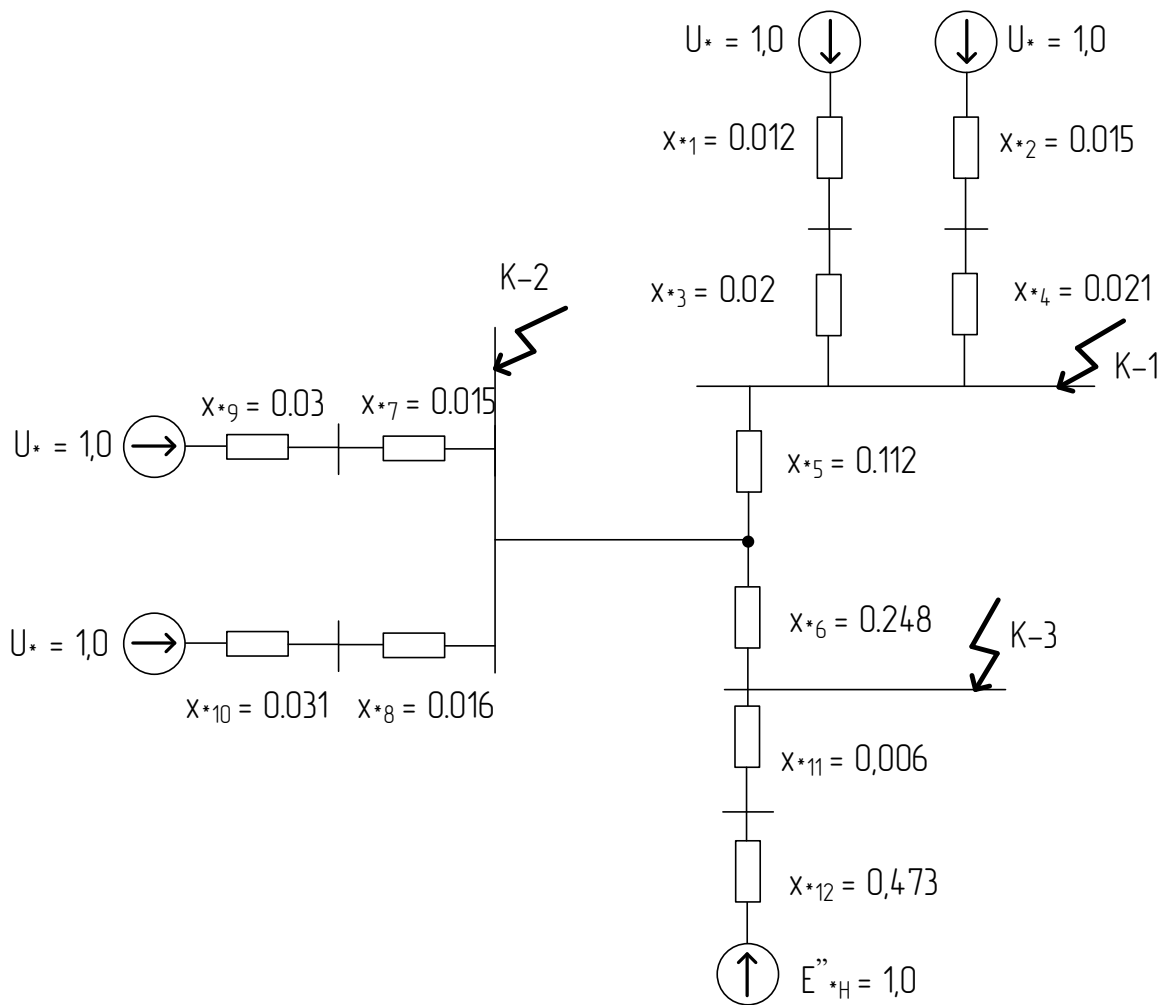 U* = 1,0
U* = 1,0
x*1 = 0.012
x*2 = 0.015
K-2
x*3 = 0.02
x*4 = 0.021
K-1
x*9 = 0.03
x*7 = 0.015
U* = 1,0
x*5 = 0.112
x*6 = 0.248
K-3
U* = 1,0
x*10 = 0.031
x*8 = 0.016
x*11 = 0,006
x*12 = 0,473
E”*H = 1,0